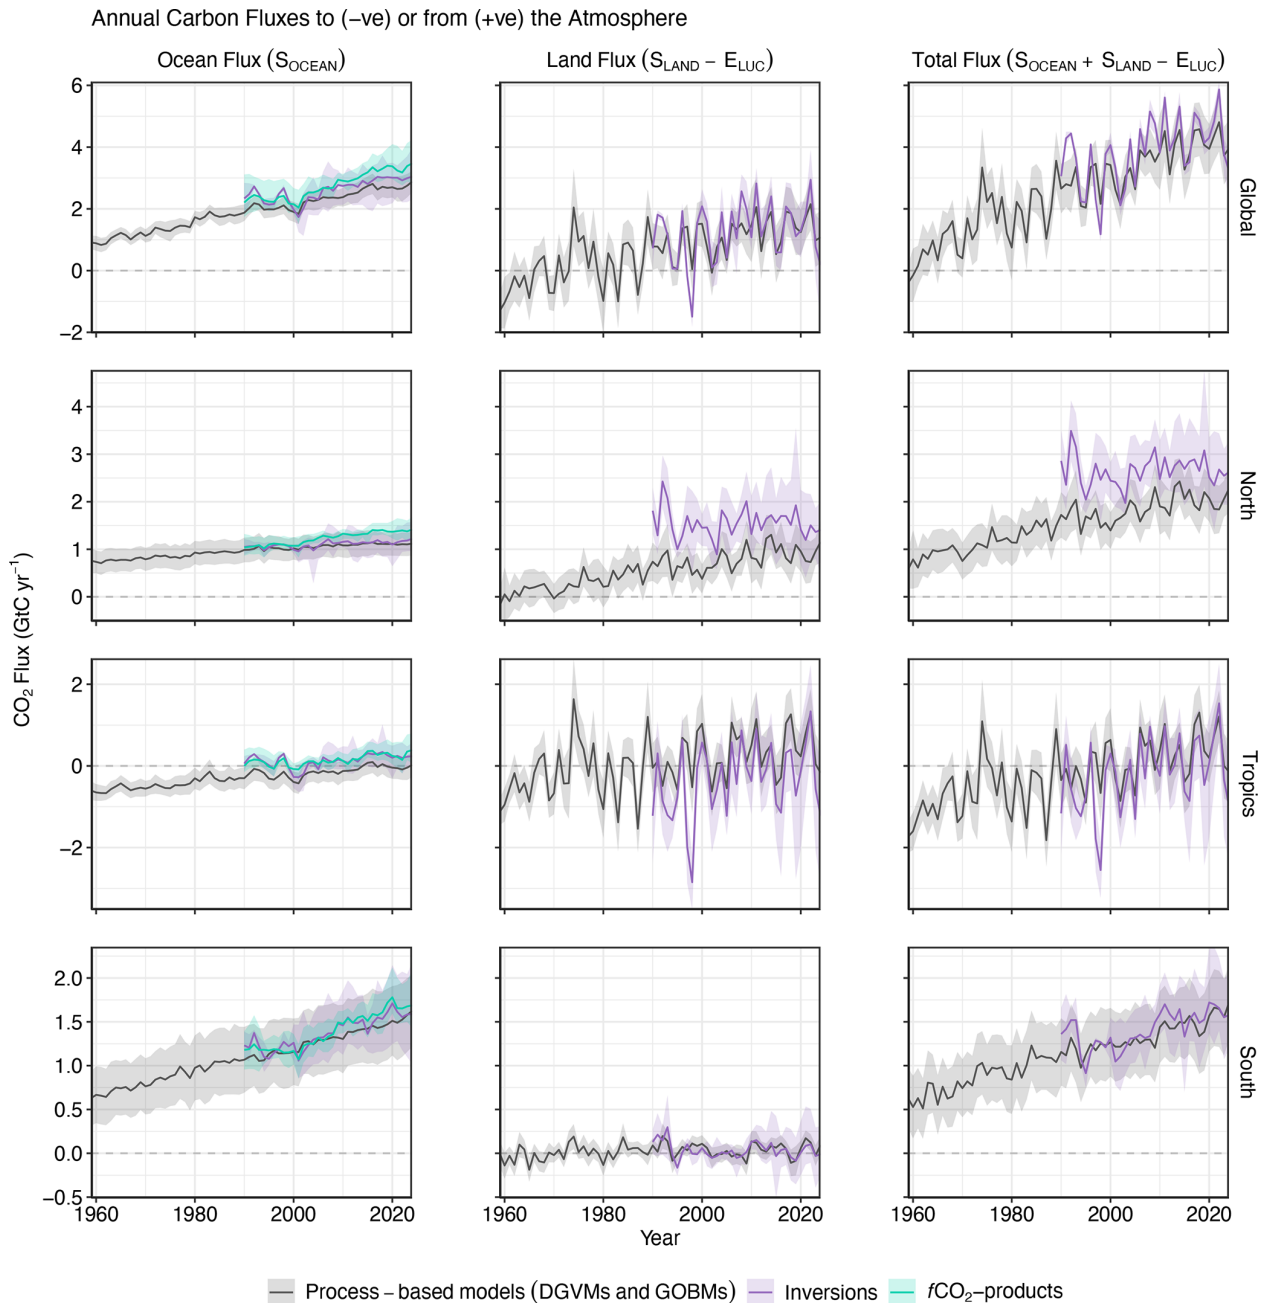 Annual Carbon Fluxes to (−ve) or from (+ve) the Atmosphere
Ocean Flux (SOCEAN)
Land Flux (SLAND − ELUC)
Total Flux (SOCEAN + SLAND − ELUC)
6
4
2
0
−2
Global
4
3
2
1
0
North
2
0
−2
Tropics
2.0
1.5
1.0
0.5
0.0
−0.5
South
CO2 Flux (GtC yr−1)
1960 1980 2000 2020
1960 1980 2000 2020
1960 1980 2000 2020
Year
Process − based models (DGVMs and GOBMs)
Inversions
fCO2−products